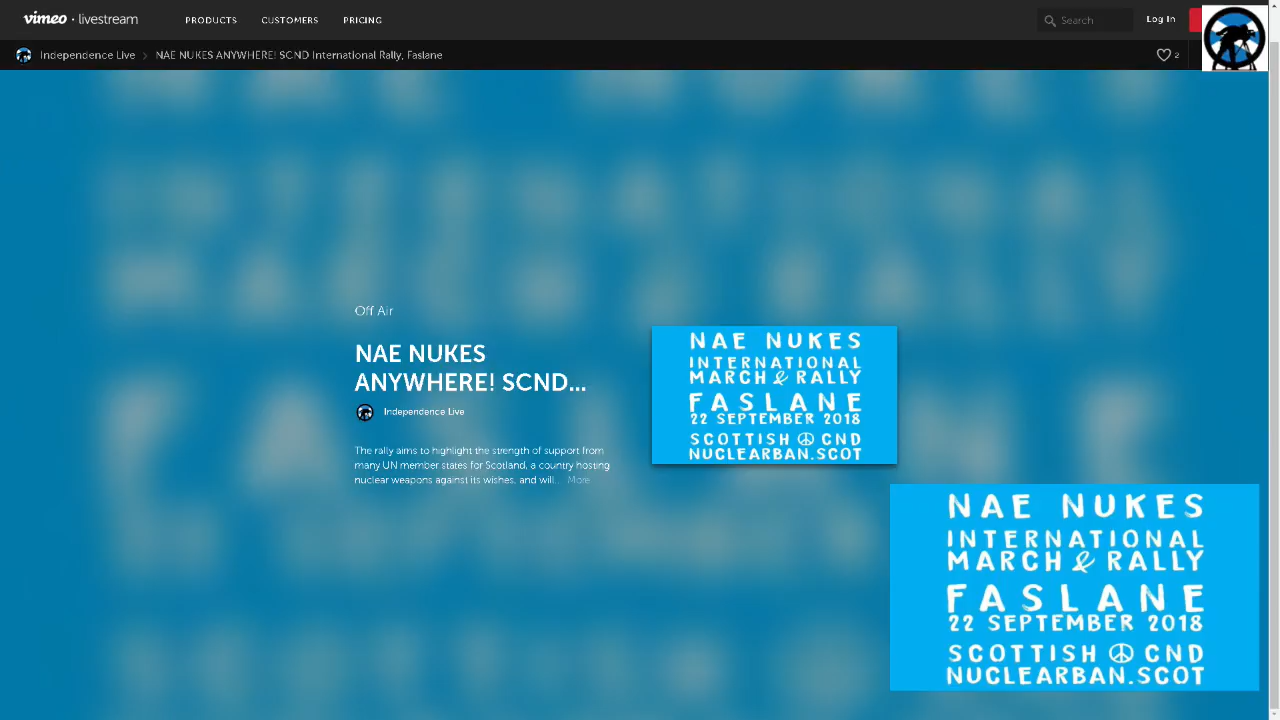 vimeo · livestream PRODUCTS CUSTOMERS PRICING Search Log In
Independence Live > NAE NUKES ANYWHERE! SCND International Rally, Faslane 2
Off Air
NAE NUKES
ANYWHERE! SCND...
Independence Live
The rally aims to highlight the strength of support from
many UN member states for Scotland, a country hosting
nuclear weapons against its wishes, and will... More
NAE NUKES
INTERNATIONAL
MARCH & RALLY
FASLANE
22 SEPTEMBER 2018
SCOTTISH CND
NUCLEARBAN.SCOT
NAE NUKES
INTERNATIONAL
MARCH & RALLY
FASLANE
22 SEPTEMBER 2018
SCOTTISH CND
NUCLEARBAN.SCOT